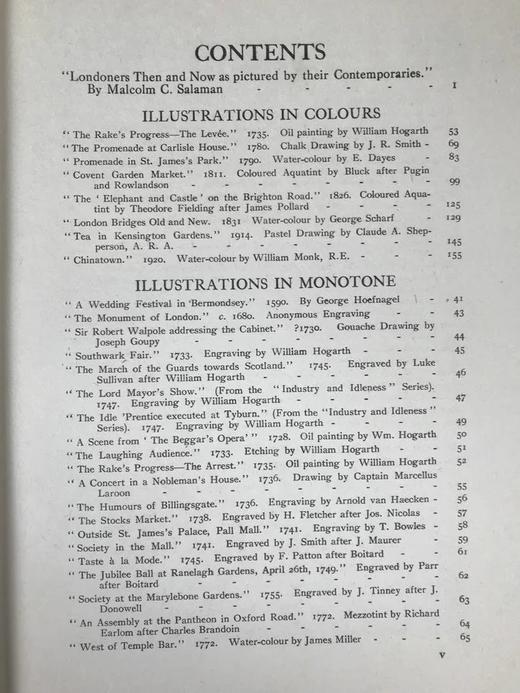 CONTENTS
"Londoners Then and Now as pictured by their Contemporaries."
By Malcolm C. Salaman - - - - - 1
ILLUSTRATIONS IN COLOURS
"The Rake's Progress—The Levée." 1735. Oil painting by William Hogarth 53
"The Promenade at Carlisle House." 1780. Chalk Drawing by J. R. Smith - 69
"Promenade in St. James's Park." 1790. Water-colour by E. Dayes - 83
"Covent Garden Market." 1811. Coloured Aquatint by Bluck after Pugin
and Rowlandson - - - - - - - 99
"The 'Elephant and Castle' on the Brighton Road." 1826. Coloured Aqua-
tint by Theodore Fielding after James Pollard - - - - 125
"London Bridges Old and New. 1831 Water-colour by George Scharf - 129
"Tea in Kensington Gardens." 1914. Pastel Drawing by Claude A. Shep-
person, A. R. A. - - - - - - - 145
"Chinatown." 1920. Water-colour by William Monk, R.E. - - - 155
ILLUSTRATIONS IN MONOTONE
"A Wedding Festival in 'Bermondsey." 1590. By George Hoefnagel - 41
"The Monument of London." c. 1680. Anonymous Engraving - - 43
"Sir Robert Walpole addressing the Cabinet." ?1730. Gouache Drawing by
Joseph Goupy - - - - - - - 44
"Southwark Fair." 1733. Engraving by William Hogarth - - - 45
"The March of the Guards towards Scotland." 1745. Engraved by Luke
Sullivan after William Hogarth - - - - - - 46
"The Lord Mayor's Show." (From the "Industry and Idleness" Series).
1747. Engraving by William Hogarth - - - - - 47
"The Idle 'Prentice executed at Tyburn." (From the "Industry and Idleness"
Series). 1747. Engraving by William Hogarth - - - - 49
"A Scene from 'The Beggar's Opera'" 1728. Oil painting by Wm. Hogarth 50
"The Laughing Audience." 1733. Etching by William Hogarth - - 51
"The Rake's Progress—The Arrest." 1735. Oil painting by William Hogarth 52
"A Concert in a Nobleman's House." 1736. Drawing by Captain Marcellus
Laroon - - - - - - - - 55
"The Humours of Billingsgate." 1736. Engraving by Arnold van Haecken - 56
"The Stocks Market." 1738. Engraved by H. Fletcher after Jos. Nicolas - 57
"Outside St. James's Palace, Pall Mall." 1741. Engraving by T. Bowles - 58
"Society in the Mall." 1741. Engraved by J. Smith after J. Maurer - 59
"Taste à la Mode." 1745. Engraved by F. Patton after Boitard - - 61
"The Jubilee Ball at Ranelagh Gardens, April 26th, 1749." Engraved by Parr
after Boitard - - - - - - - 62
"Society at the Marylebone Gardens." 1755. Engraved by J. Tinney after J.
Donowell - - - - - - - - 63
"An Assembly at the Pantheon in Oxford Road." 1772. Mezzotint by Richard
Earlom after Charles Brandoin - - - - - - 64
"West of Temple Bar." 1772. Water-colour by James Miller - - - 65
v